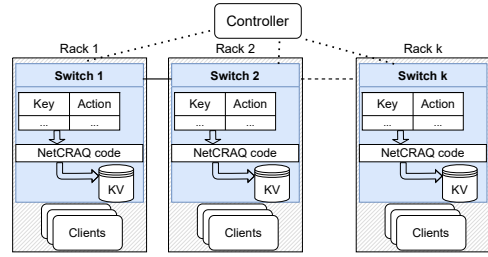 Controller
Rack 1 Rack 2 Rack k
Switch 1 Switch 2 Switch k
Key Action Key Action Key Action
... ... ... ... ... ...
NetCRAQ code NetCRAQ code NetCRAQ code
KV KV KV
Clients Clients Clients